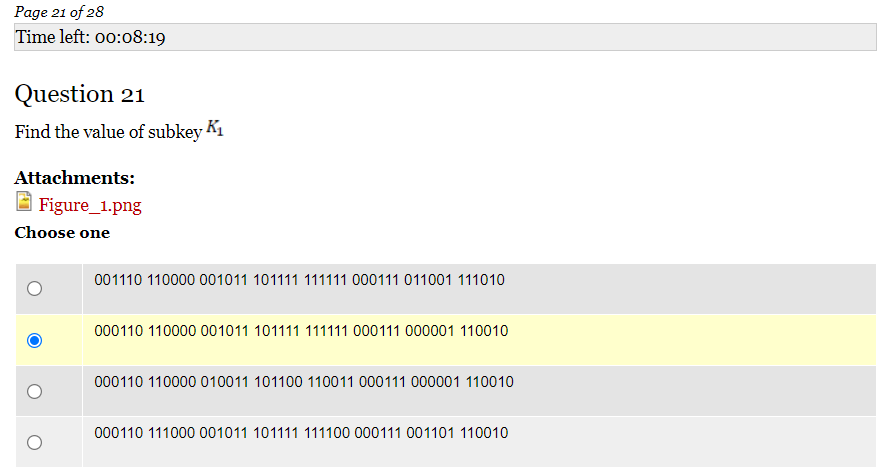 Page 21 of 28
Time left: 00:08:19
Question 21
Find the value of subkey K₁
Attachments:
Figure_1.png
Choose one
001110 110000 001011 101111 111111 000111 011001 111010
000110 110000 001011 101111 111111 000111 000001 110010
000110 110000 010011 101100 110011 000111 000001 110010
000110 111000 001011 101111 111100 000111 001101 110010